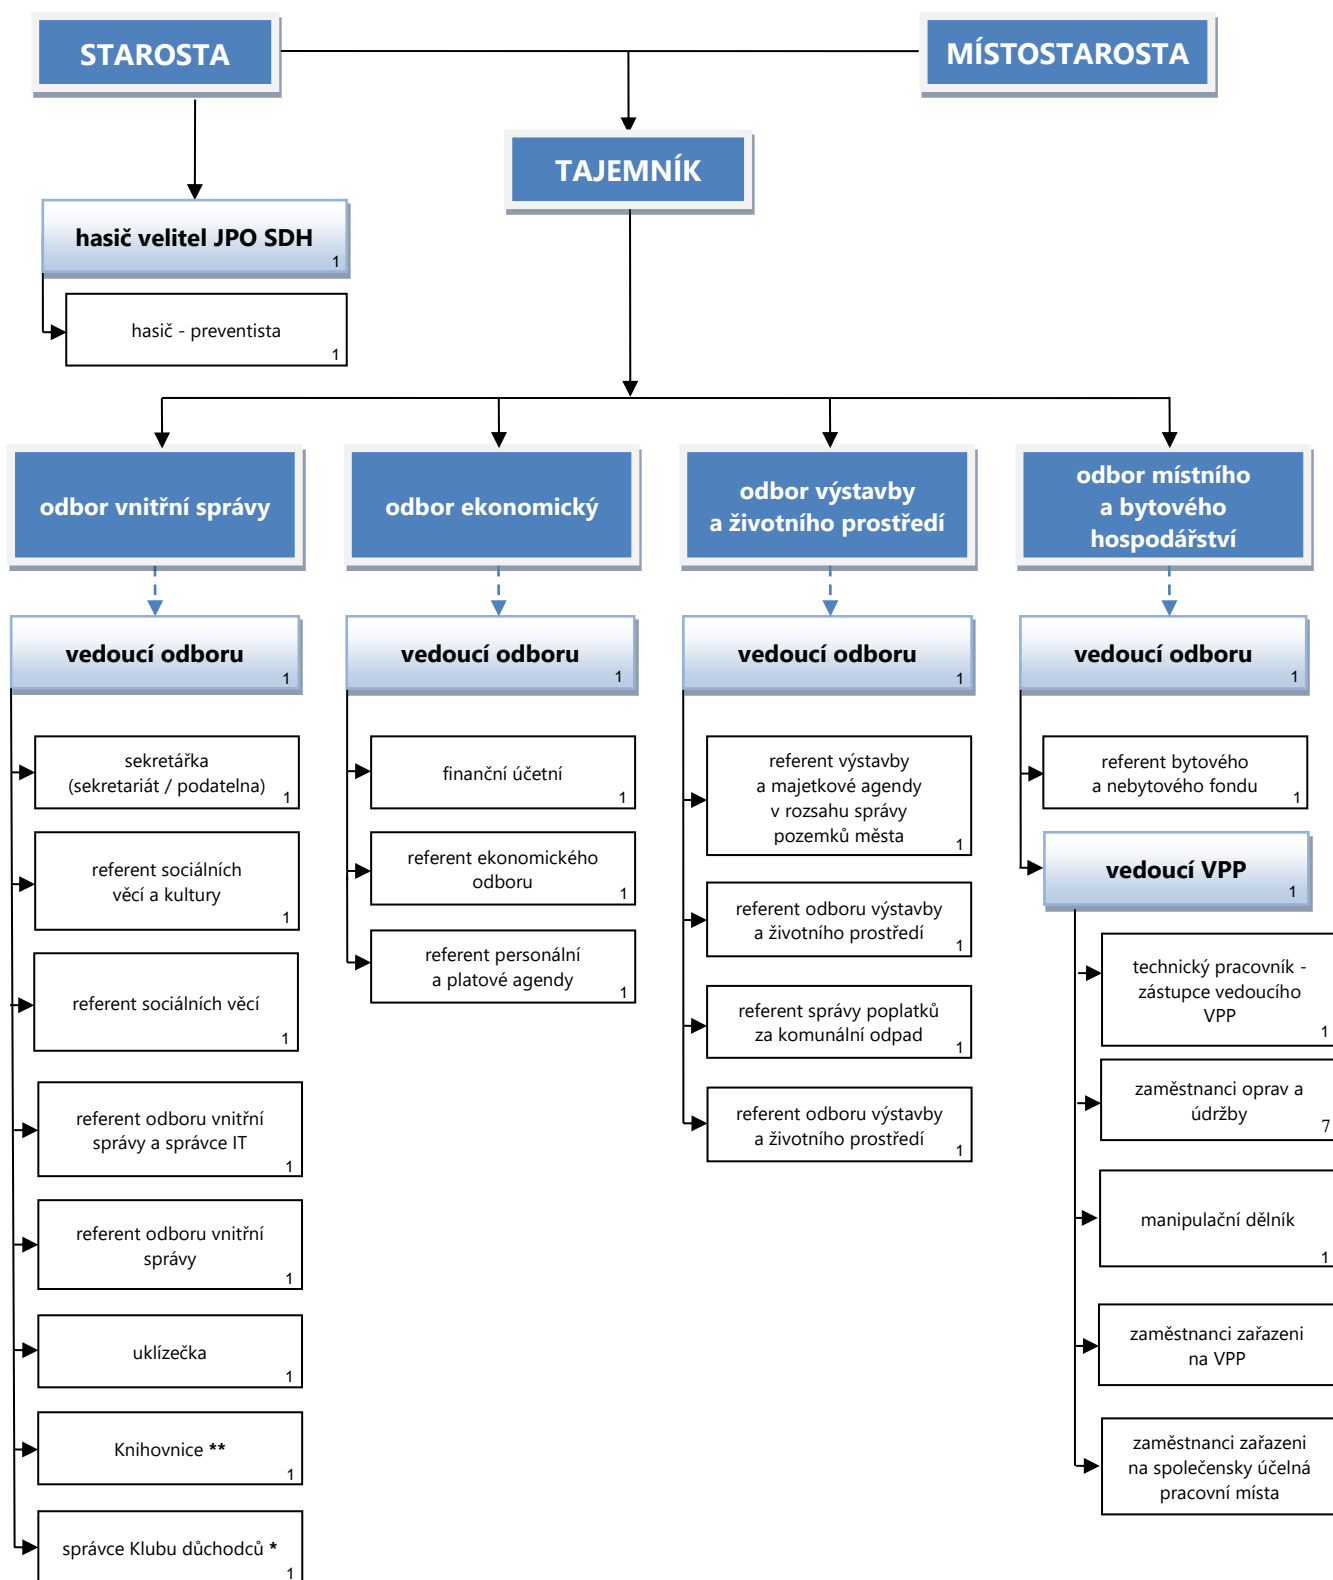 STAROSTA
MÍSTOSTAROSTA
TAJEMNÍK
hasič velitel JPO SDH
1
hasič - preventista
1
odbor vnitřní správy
odbor ekonomický
odbor výstavby
a životního prostředí
odbor místního
a bytového
hospodářství
vedoucí odboru
1
sekretářka
(sekretariát / podatelna)
1
referent sociálních
věcí a kultury
1
referent sociálních věcí
1
referent odboru vnitřní
správy a správce IT
1
referent odboru vnitřní
správy
1
uklízečka
1
Knihovnice **
1
správce Klubu důchodců *
1
vedoucí odboru
1
finanční účetní
1
referent ekonomického
odboru
1
referent personální
a platové agendy
1
vedoucí odboru
1
referent výstavby
a majetkové agendy
v rozsahu správy
pozemků města
1
referent odboru výstavby
a životního prostředí
1
referent správy poplatků
za komunální odpad
1
referent odboru výstavby
a životního prostředí
1
vedoucí odboru
1
referent bytového
a nebytového fondu
1
vedoucí VPP
1
technický pracovník -
zástupce vedoucího
VPP
1
zaměstnanci oprav a
údržby
7
manipulační dělník
1
zaměstnanci zařazeni
na VPP
zaměstnanci zařazeni
na společensky účelná
pracovní místa